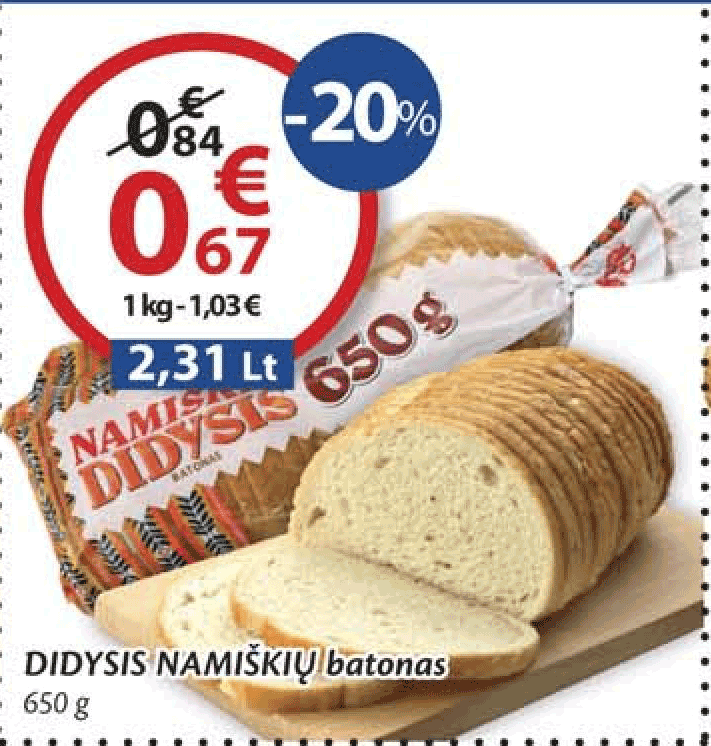 -20%
0,84 €
0,67 €
1 kg - 1,03 €
2,31 Lt
650 g
DIDYSIS
BATONAS
DIDYSIS NAMIŠKIŲ batonas
650 g